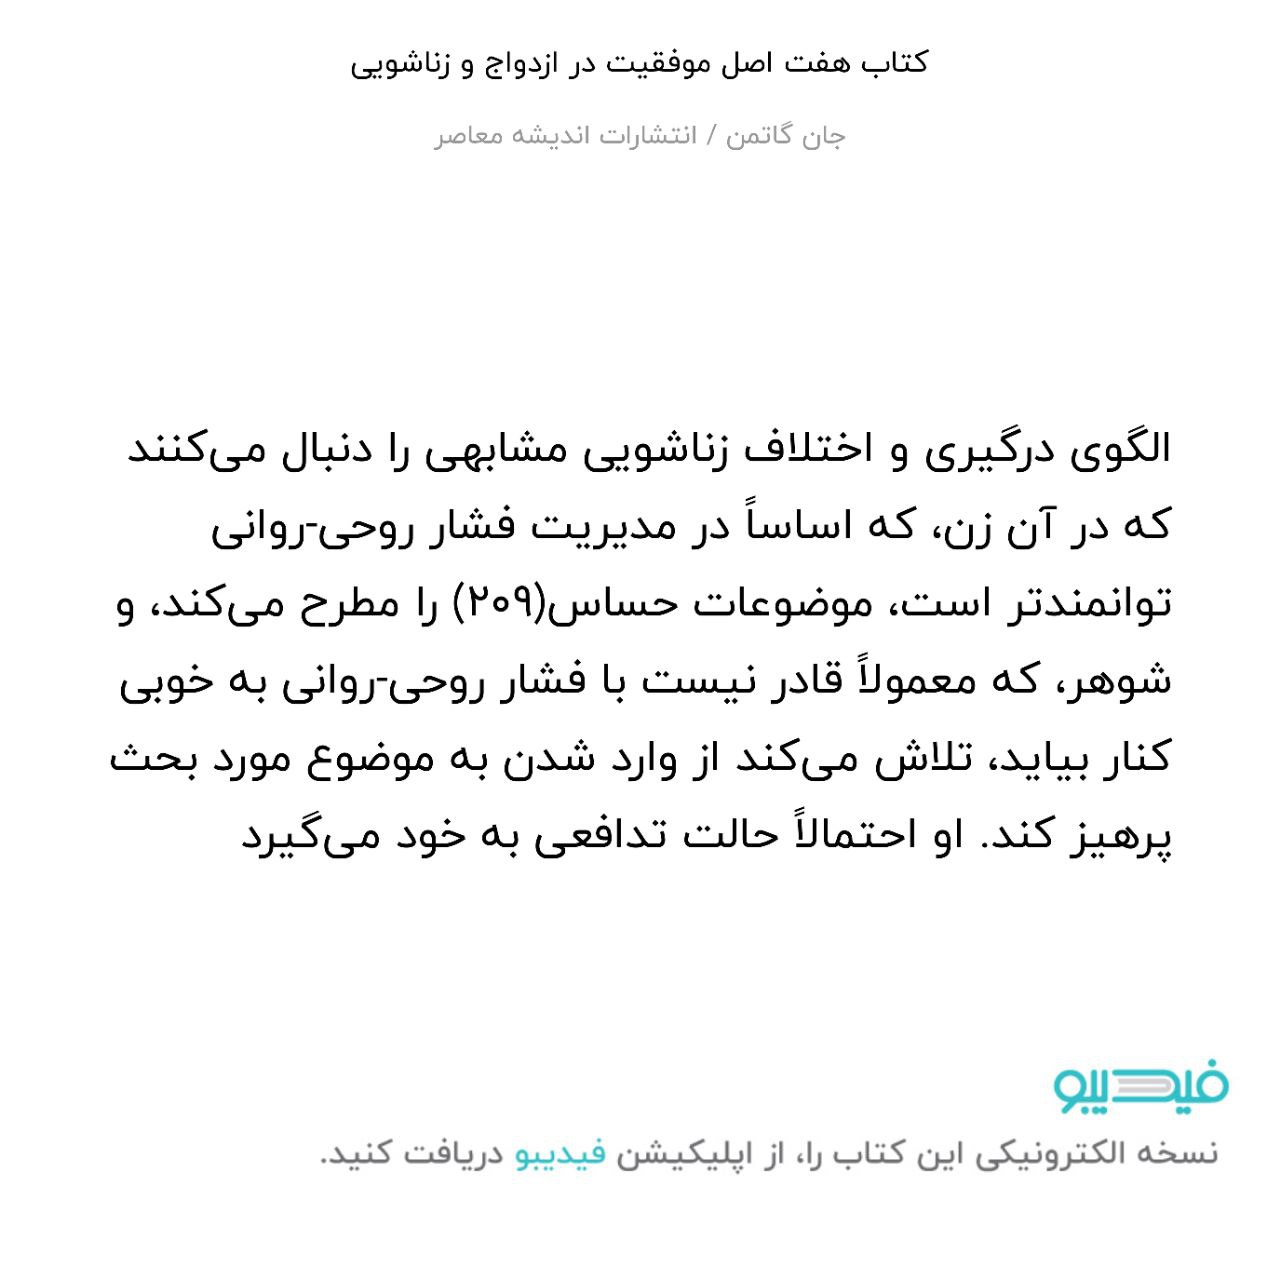 کتاب هفت اصل موفقیت در ازدواج و زناشویی
جان گاتمن / انتشارات اندیشه معاصر
الگوی درگیری و اختلاف زناشویی مشابهی را دنبال می‌کنند
که در آن زن، که اساساً در مدیریت فشار روحی-روانی
توانمندتر است، موضوعات حساس(۲۰۹) را مطرح می‌کند، و
شوهر، که معمولاً قادر نیست با فشار روحی-روانی به خوبی
کنار بیاید، تلاش می‌کند از وارد شدن به موضوع مورد بحث
پرهیز کند. او احتمالاً حالت تدافعی به خود می‌گیرد
فیدیبو
نسخه الکترونیکی این کتاب را، از اپلیکیشن فیدیبو دریافت کنید.